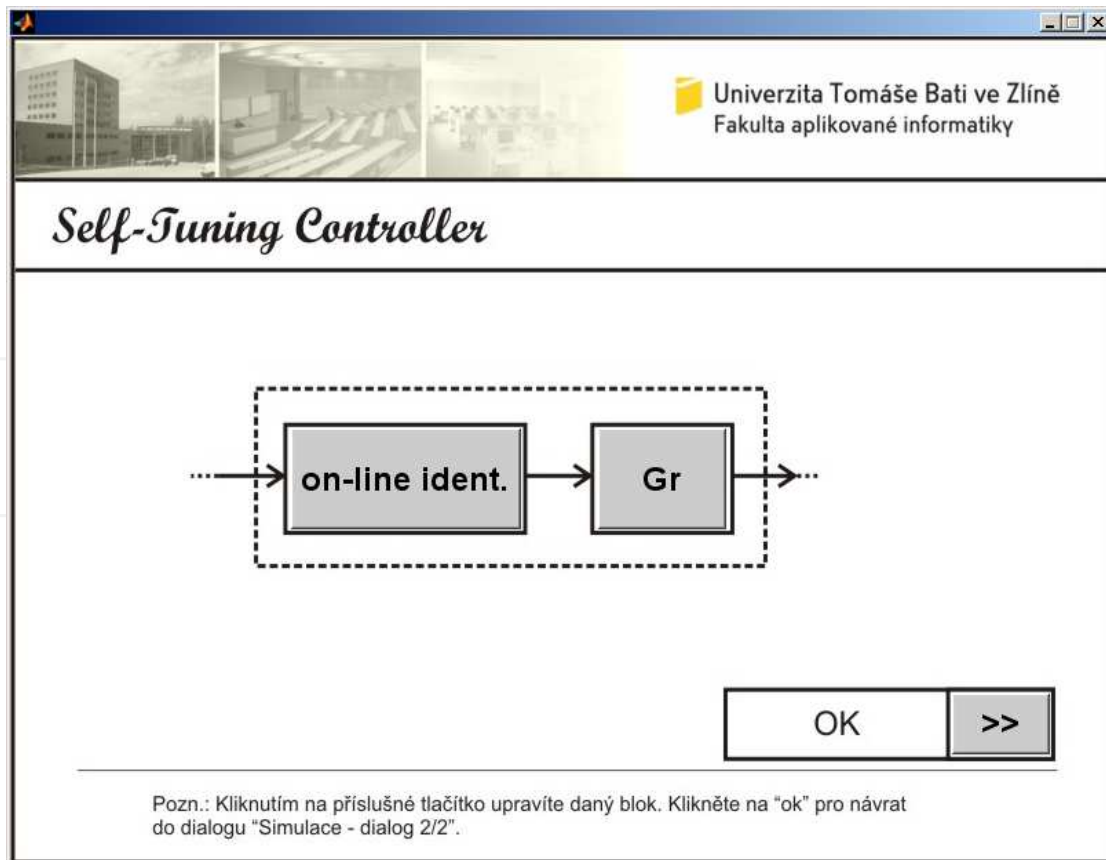 Univerzita Tomáše Bati ve Zlíně
Fakulta aplikované informatiky
Self-Tuning Controller
on-line ident.
Gr
OK
>>
Pozn.: Kliknutím na příslušné tlačítko upravíte daný blok. Klikněte na “ok” pro návrat
do dialogu “Simulace - dialog 2/2”.